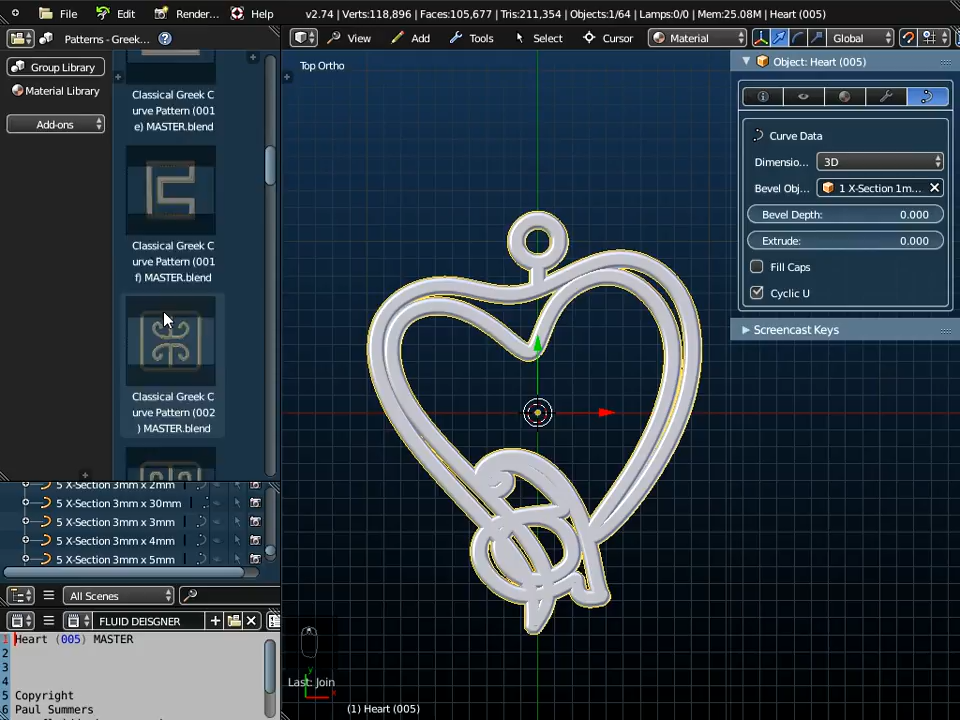 File Edit Render... Help v2.74 | Verts:118,896 | Faces:105,677 | Tris:211,354 | Objects:1/64 | Lamps:0/0 | Mem:25.08M | Heart (005)
Patterns - Greek...
View Add Tools Select Cursor Material Global
Group Library
Material Library
Add-ons
Classical Greek C
urve Pattern (001
e) MASTER.blend
Classical Greek C
urve Pattern (001
f) MASTER.blend
Classical Greek C
urve Pattern (002
) MASTER.blend
5 X-Section 3mm x 2mm
5 X-Section 3mm x 30mm
5 X-Section 3mm x 3mm
5 X-Section 3mm x 4mm
5 X-Section 3mm x 5mm
All Scenes
FLUID DEISGNER
1 Heart (005) MASTER
2
3
4
5 Copyright
6 Paul Summers
Top Ortho
y
x
Last: Join
(1) Heart (005)
Object: Heart (005)
Curve Data
Dimensio... 3D
Bevel Obj... 1 X-Section 1m...
Bevel Depth: 0.000
Extrude: 0.000
Fill Caps
Cyclic U
Screencast Keys